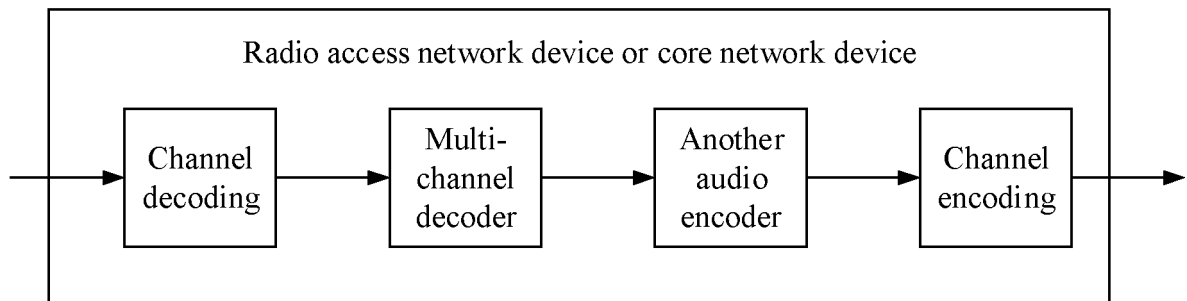 Radio access network device or core network device
Channel
decoding
Multi-
channel
decoder
Another
audio
encoder
Channel
encoding